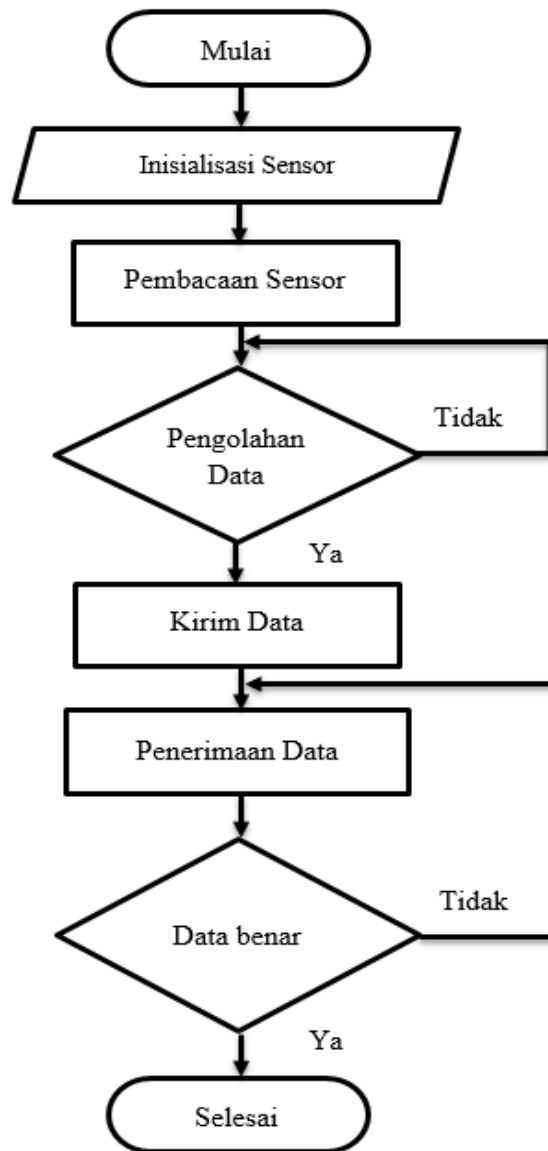 Mulai
Inisialisasi Sensor
Pembacaan Sensor
Tidak
Pengolahan
Data
Ya
Kirim Data
Penerimaan Data
Tidak
Data benar
Ya
Selesai